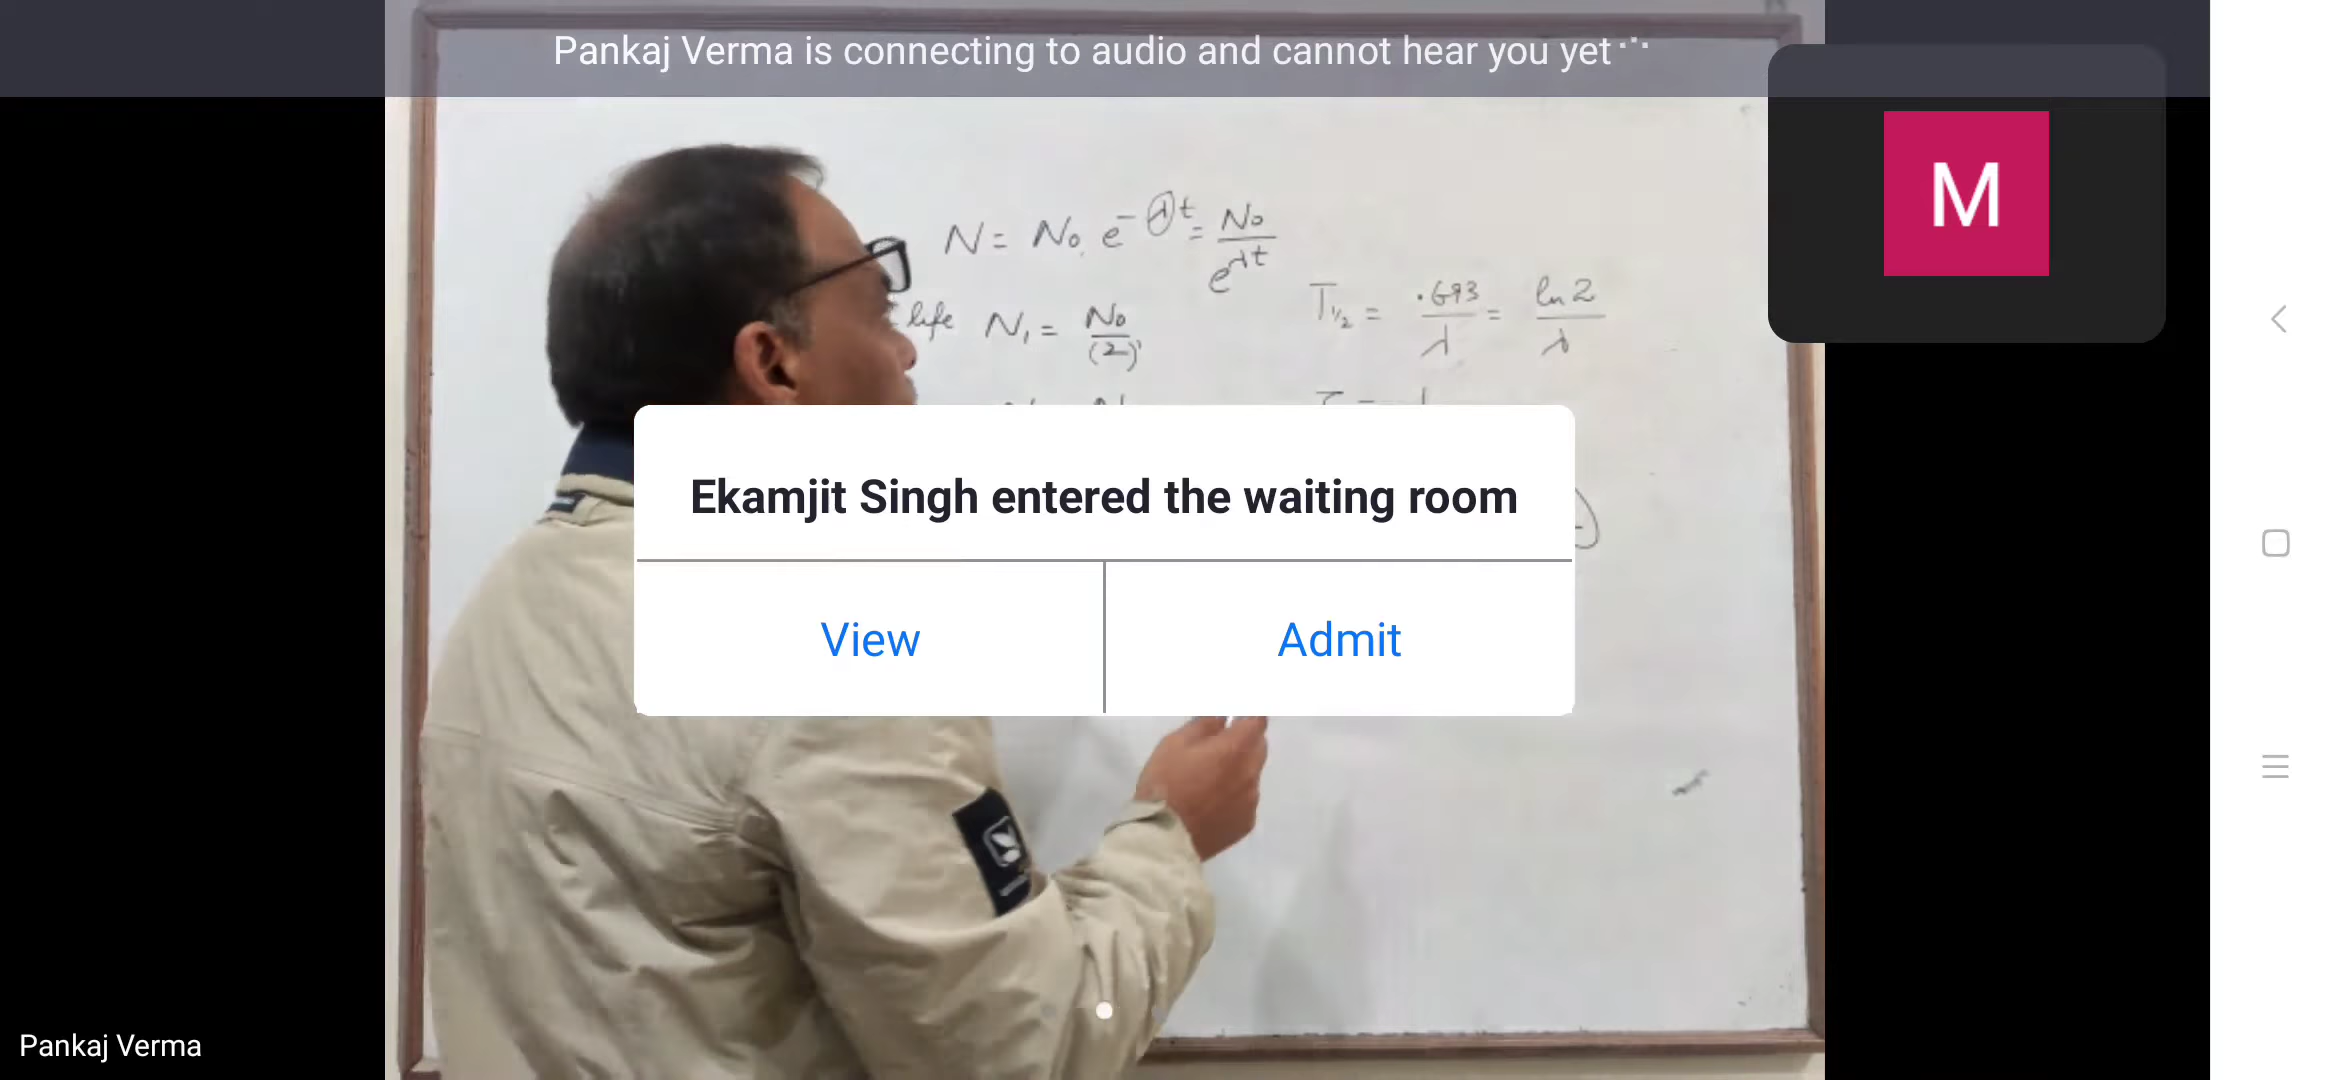 Pankaj Verma is connecting to audio and cannot hear you yet
M
N = N₀ e^-λt = N₀/e^λt
life N₁ = N₀/(2)¹
T½ = .693/λ = ln 2/λ
Ekamjit Singh entered the waiting room
View Admit
Pankaj Verma